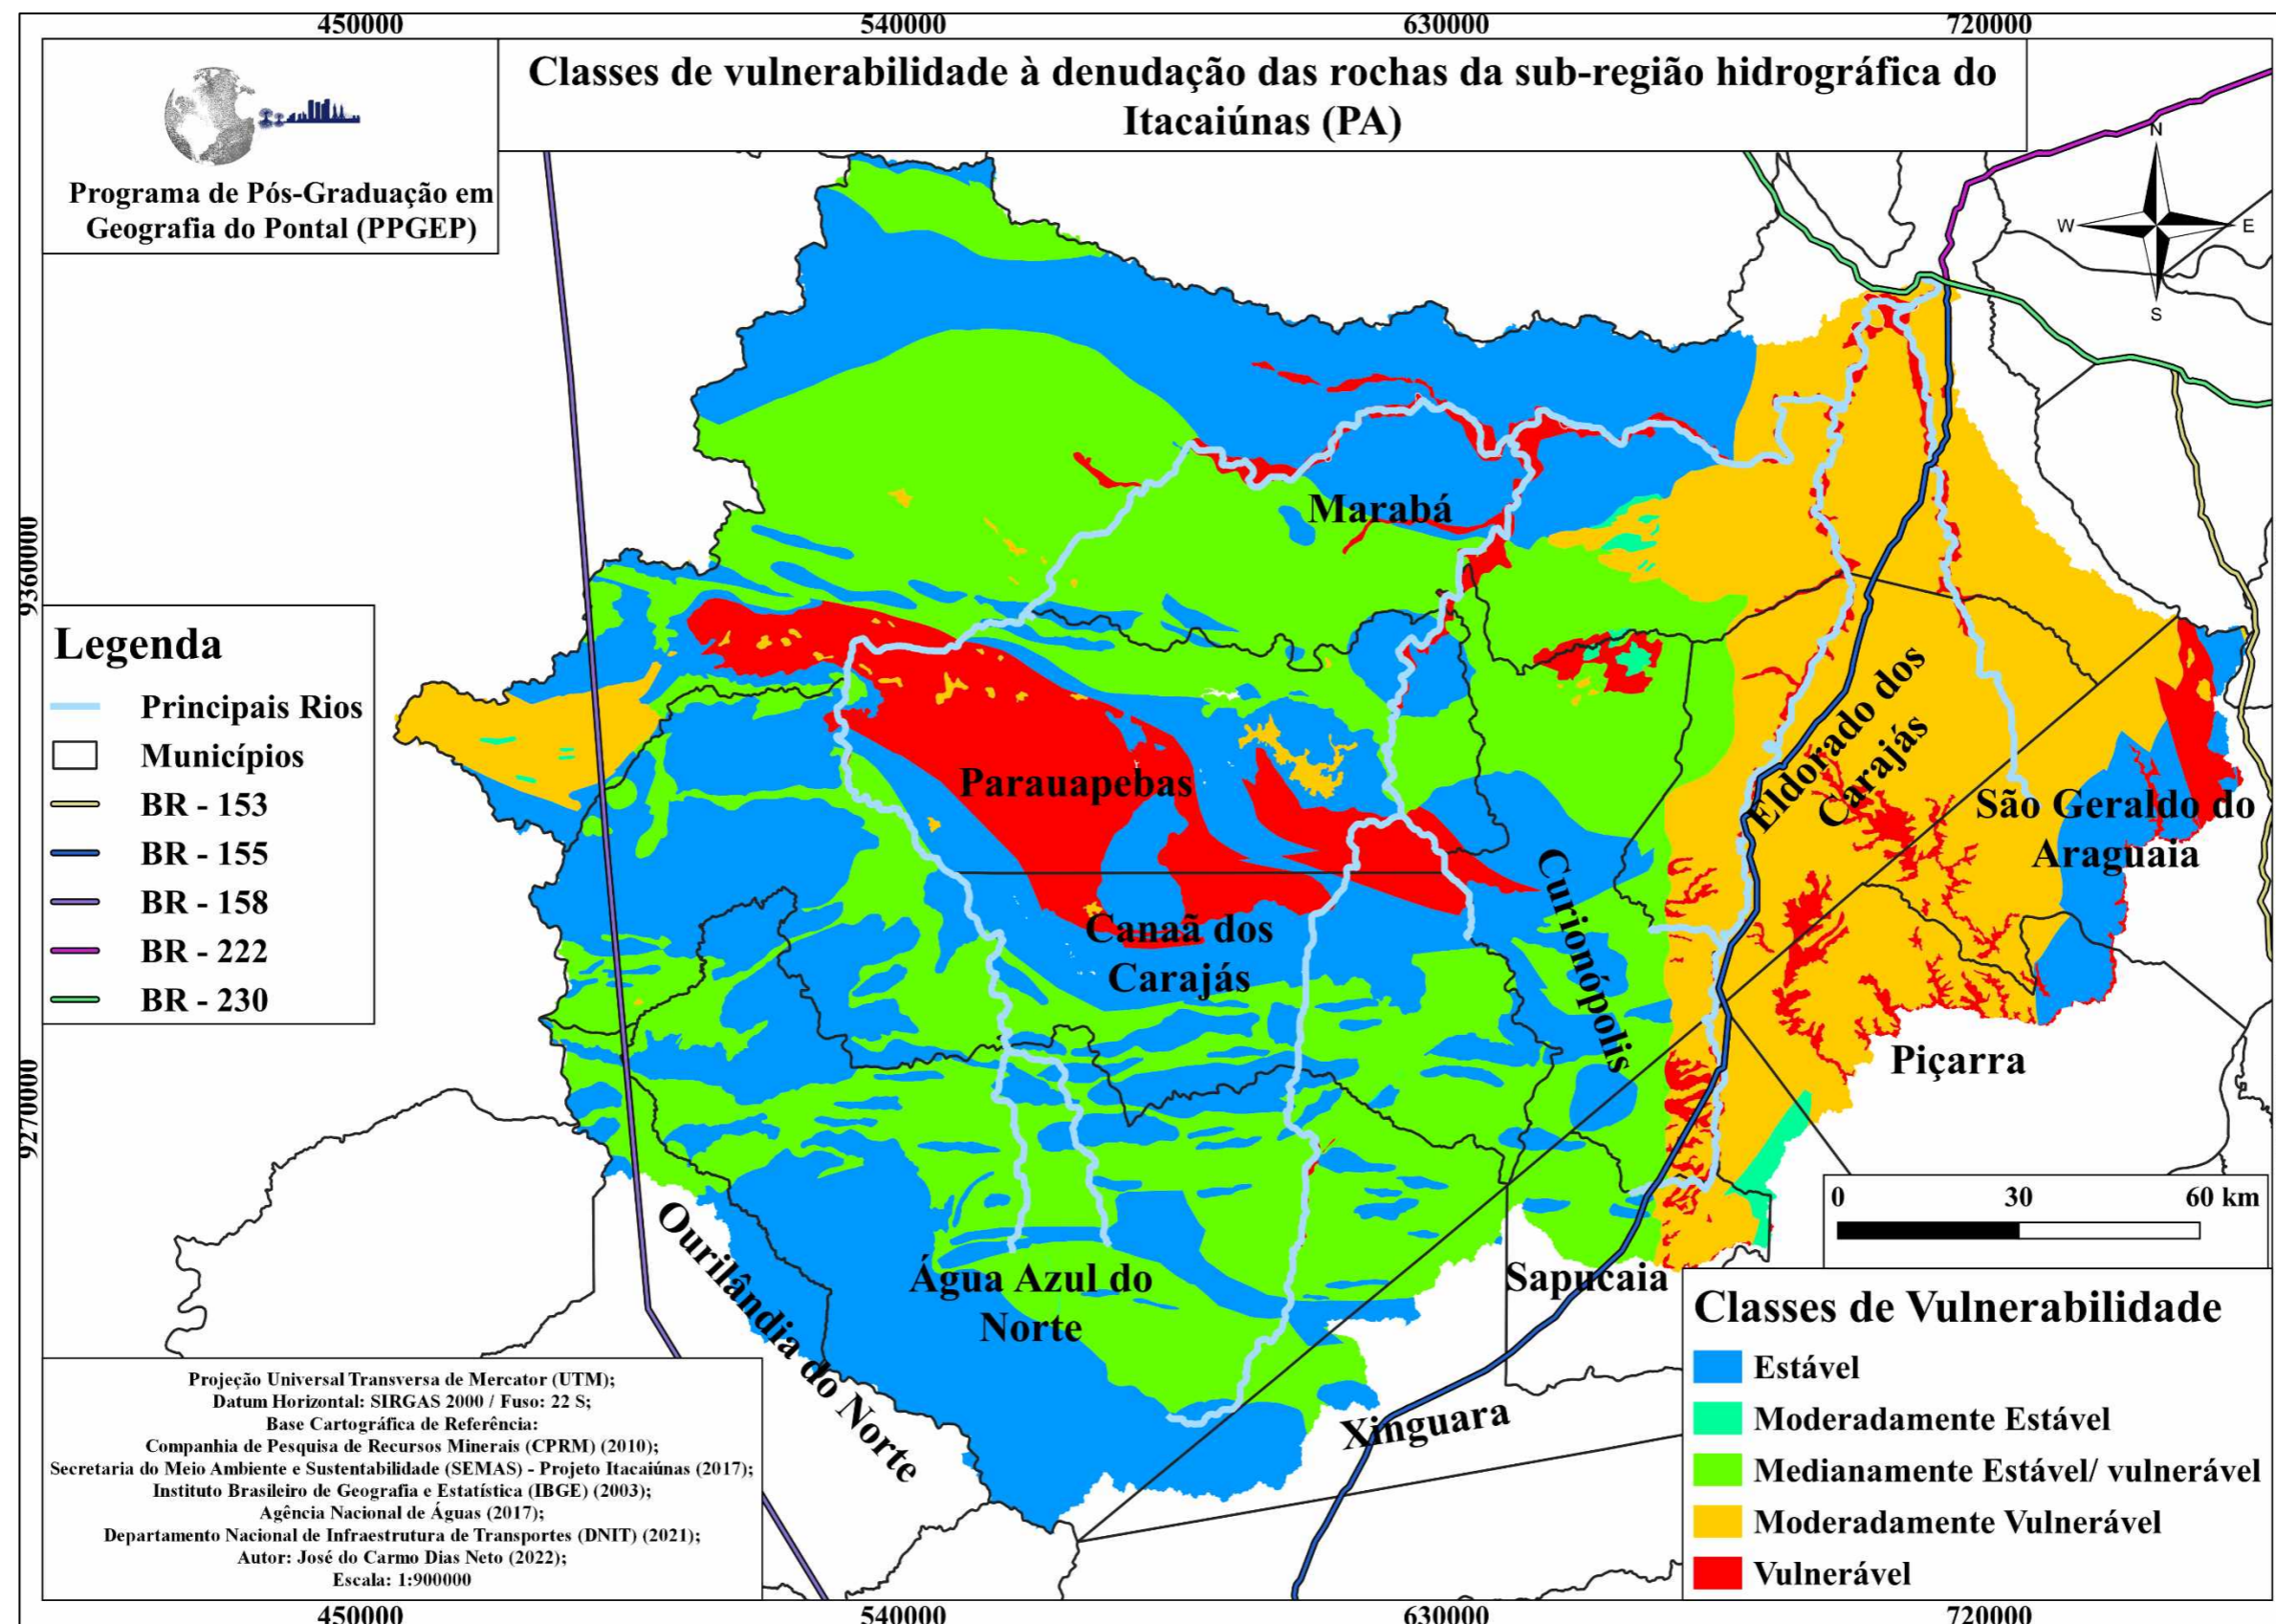 450000 540000 630000 720000
Classes de vulnerabilidade à denudação das rochas da sub-região hidrográfica do
Itacaiúnas (PA)
Programa de Pós-Graduação em
Geografia do Pontal (PPGEP)
N
W E
S
9360000
9270000
Legenda
Principais Rios
Municípios
BR - 153
BR - 155
BR - 158
BR - 222
BR - 230
Marabá
Parauapebas
Canaã dos
Carajás
Curionópolis
Eldorado dos
Carajás
São Geraldo do
Araguaia
Piçarra
Sapucaia
Xinguara
Água Azul do
Norte
Ourilândia do Norte
0 30 60 km
Classes de Vulnerabilidade
Estável
Moderadamente Estável
Medianamente Estável/ vulnerável
Moderadamente Vulnerável
Vulnerável
Projeção Universal Transversa de Mercator (UTM);
Datum Horizontal: SIRGAS 2000 / Fuso: 22 S;
Base Cartográfica de Referência:
Companhia de Pesquisa de Recursos Minerais (CPRM) (2010);
Secretaria do Meio Ambiente e Sustentabilidade (SEMAS) - Projeto Itacaiúnas (2017);
Instituto Brasileiro de Geografia e Estatística (IBGE) (2003);
Agência Nacional de Águas (2017);
Departamento Nacional de Infraestrutura de Transportes (DNIT) (2021);
Autor: José do Carmo Dias Neto (2022);
Escala: 1:900000
450000 540000 630000 720000